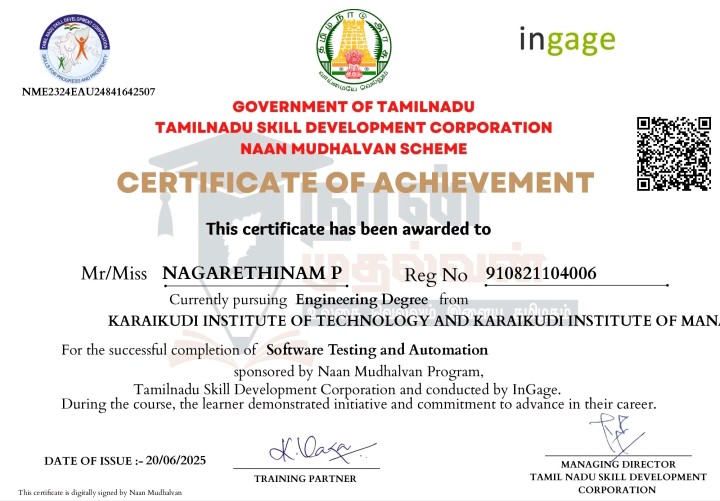 TAMIL NADU SKILL DEVELOPMENT CORPORATION
SKILLS FOR PROGRESS AND PROSPERITY
NME2324EAU24841642507
தமிழ்நாடு அரசு
வாய்மையே வெல்லும்
ingage
GOVERNMENT OF TAMILNADU
TAMILNADU SKILL DEVELOPMENT CORPORATION
NAAN MUDHALVAN SCHEME
CERTIFICATE OF ACHIEVEMENT
நான்
முதல்வன்
This certificate has been awarded to
Mr/Miss NAGARETHINAM P Reg No 910821104006
Currently pursuing Engineering Degree from
KARAIKUDI INSTITUTE OF TECHNOLOGY AND KARAIKUDI INSTITUTE OF MAN
For the successful completion of Software Testing and Automation
sponsored by Naan Mudhalvan Program,
Tamilnadu Skill Development Corporation and conducted by InGage.
During the course, the learner demonstrated initiative and commitment to advance in their career.
DATE OF ISSUE :- 20/06/2025
TRAINING PARTNER
MANAGING DIRECTOR
TAMIL NADU SKILL DEVELOPMENT
CORPORATION
This certificate is digitally signed by Naan Mudhalvan